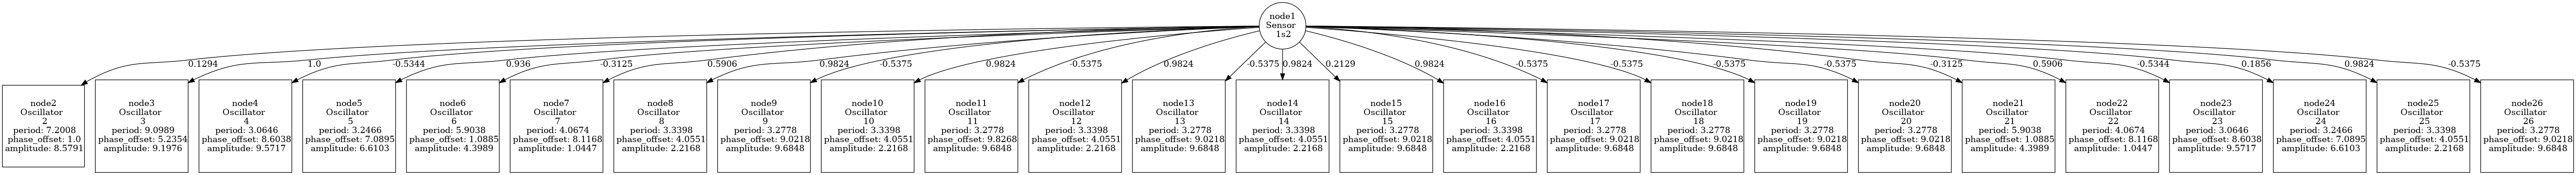 node1
Sensor
1s2
0.1294
1.0
-0.5344
0.936
-0.3125
0.5906
0.9824
-0.5375
0.9824
-0.5375
0.9824
-0.5375
0.9824
0.2129
0.9824
-0.5375
-0.5375
-0.5375
-0.5375
-0.3125
0.5906
-0.5344
0.1856
0.9824
-0.5375
node2
Oscillator
2
period: 7.2008
phase_offset: 1.0
amplitude: 8.5791
node3
Oscillator
3
period: 9.0989
phase_offset: 5.2354
amplitude: 9.1976
node4
Oscillator
4
period: 3.0646
phase_offset: 8.6038
amplitude: 9.5717
node5
Oscillator
5
period: 3.2466
phase_offset: 7.0895
amplitude: 6.6103
node6
Oscillator
6
period: 5.9038
phase_offset: 1.0885
amplitude: 4.3989
node7
Oscillator
7
period: 4.0674
phase_offset: 8.1168
amplitude: 1.0447
node8
Oscillator
8
period: 3.3398
phase_offset: 4.0551
amplitude: 2.2168
node9
Oscillator
9
period: 3.2778
phase_offset: 9.0218
amplitude: 9.6848
node10
Oscillator
10
period: 3.3398
phase_offset: 4.0551
amplitude: 2.2168
node11
Oscillator
11
period: 3.2778
phase_offset: 9.8268
amplitude: 9.6848
node12
Oscillator
12
period: 3.3398
phase_offset: 4.0551
amplitude: 2.2168
node13
Oscillator
13
period: 3.2778
phase_offset: 9.0218
amplitude: 9.6848
node14
Oscillator
14
period: 3.3398
phase_offset: 4.0551
amplitude: 2.2168
node15
Oscillator
15
period: 3.2778
phase_offset: 9.0218
amplitude: 9.6848
node16
Oscillator
16
period: 3.3398
phase_offset: 4.0551
amplitude: 2.2168
node17
Oscillator
17
period: 3.2778
phase_offset: 9.0218
amplitude: 9.6848
node18
Oscillator
18
period: 3.2778
phase_offset: 9.0218
amplitude: 9.6848
node19
Oscillator
19
period: 3.2778
phase_offset: 9.0218
amplitude: 9.6848
node20
Oscillator
20
period: 3.2778
phase_offset: 9.0218
amplitude: 9.6848
node21
Oscillator
21
period: 5.9038
phase_offset: 1.0885
amplitude: 4.3989
node22
Oscillator
22
period: 4.0674
phase_offset: 8.1168
amplitude: 1.0447
node23
Oscillator
23
period: 3.0646
phase_offset: 8.6038
amplitude: 9.5717
node24
Oscillator
24
period: 3.2466
phase_offset: 7.0895
amplitude: 6.6103
node25
Oscillator
25
period: 3.3398
phase_offset: 4.0551
amplitude: 2.2168
node26
Oscillator
26
period: 3.2778
phase_offset: 9.0218
amplitude: 9.6848